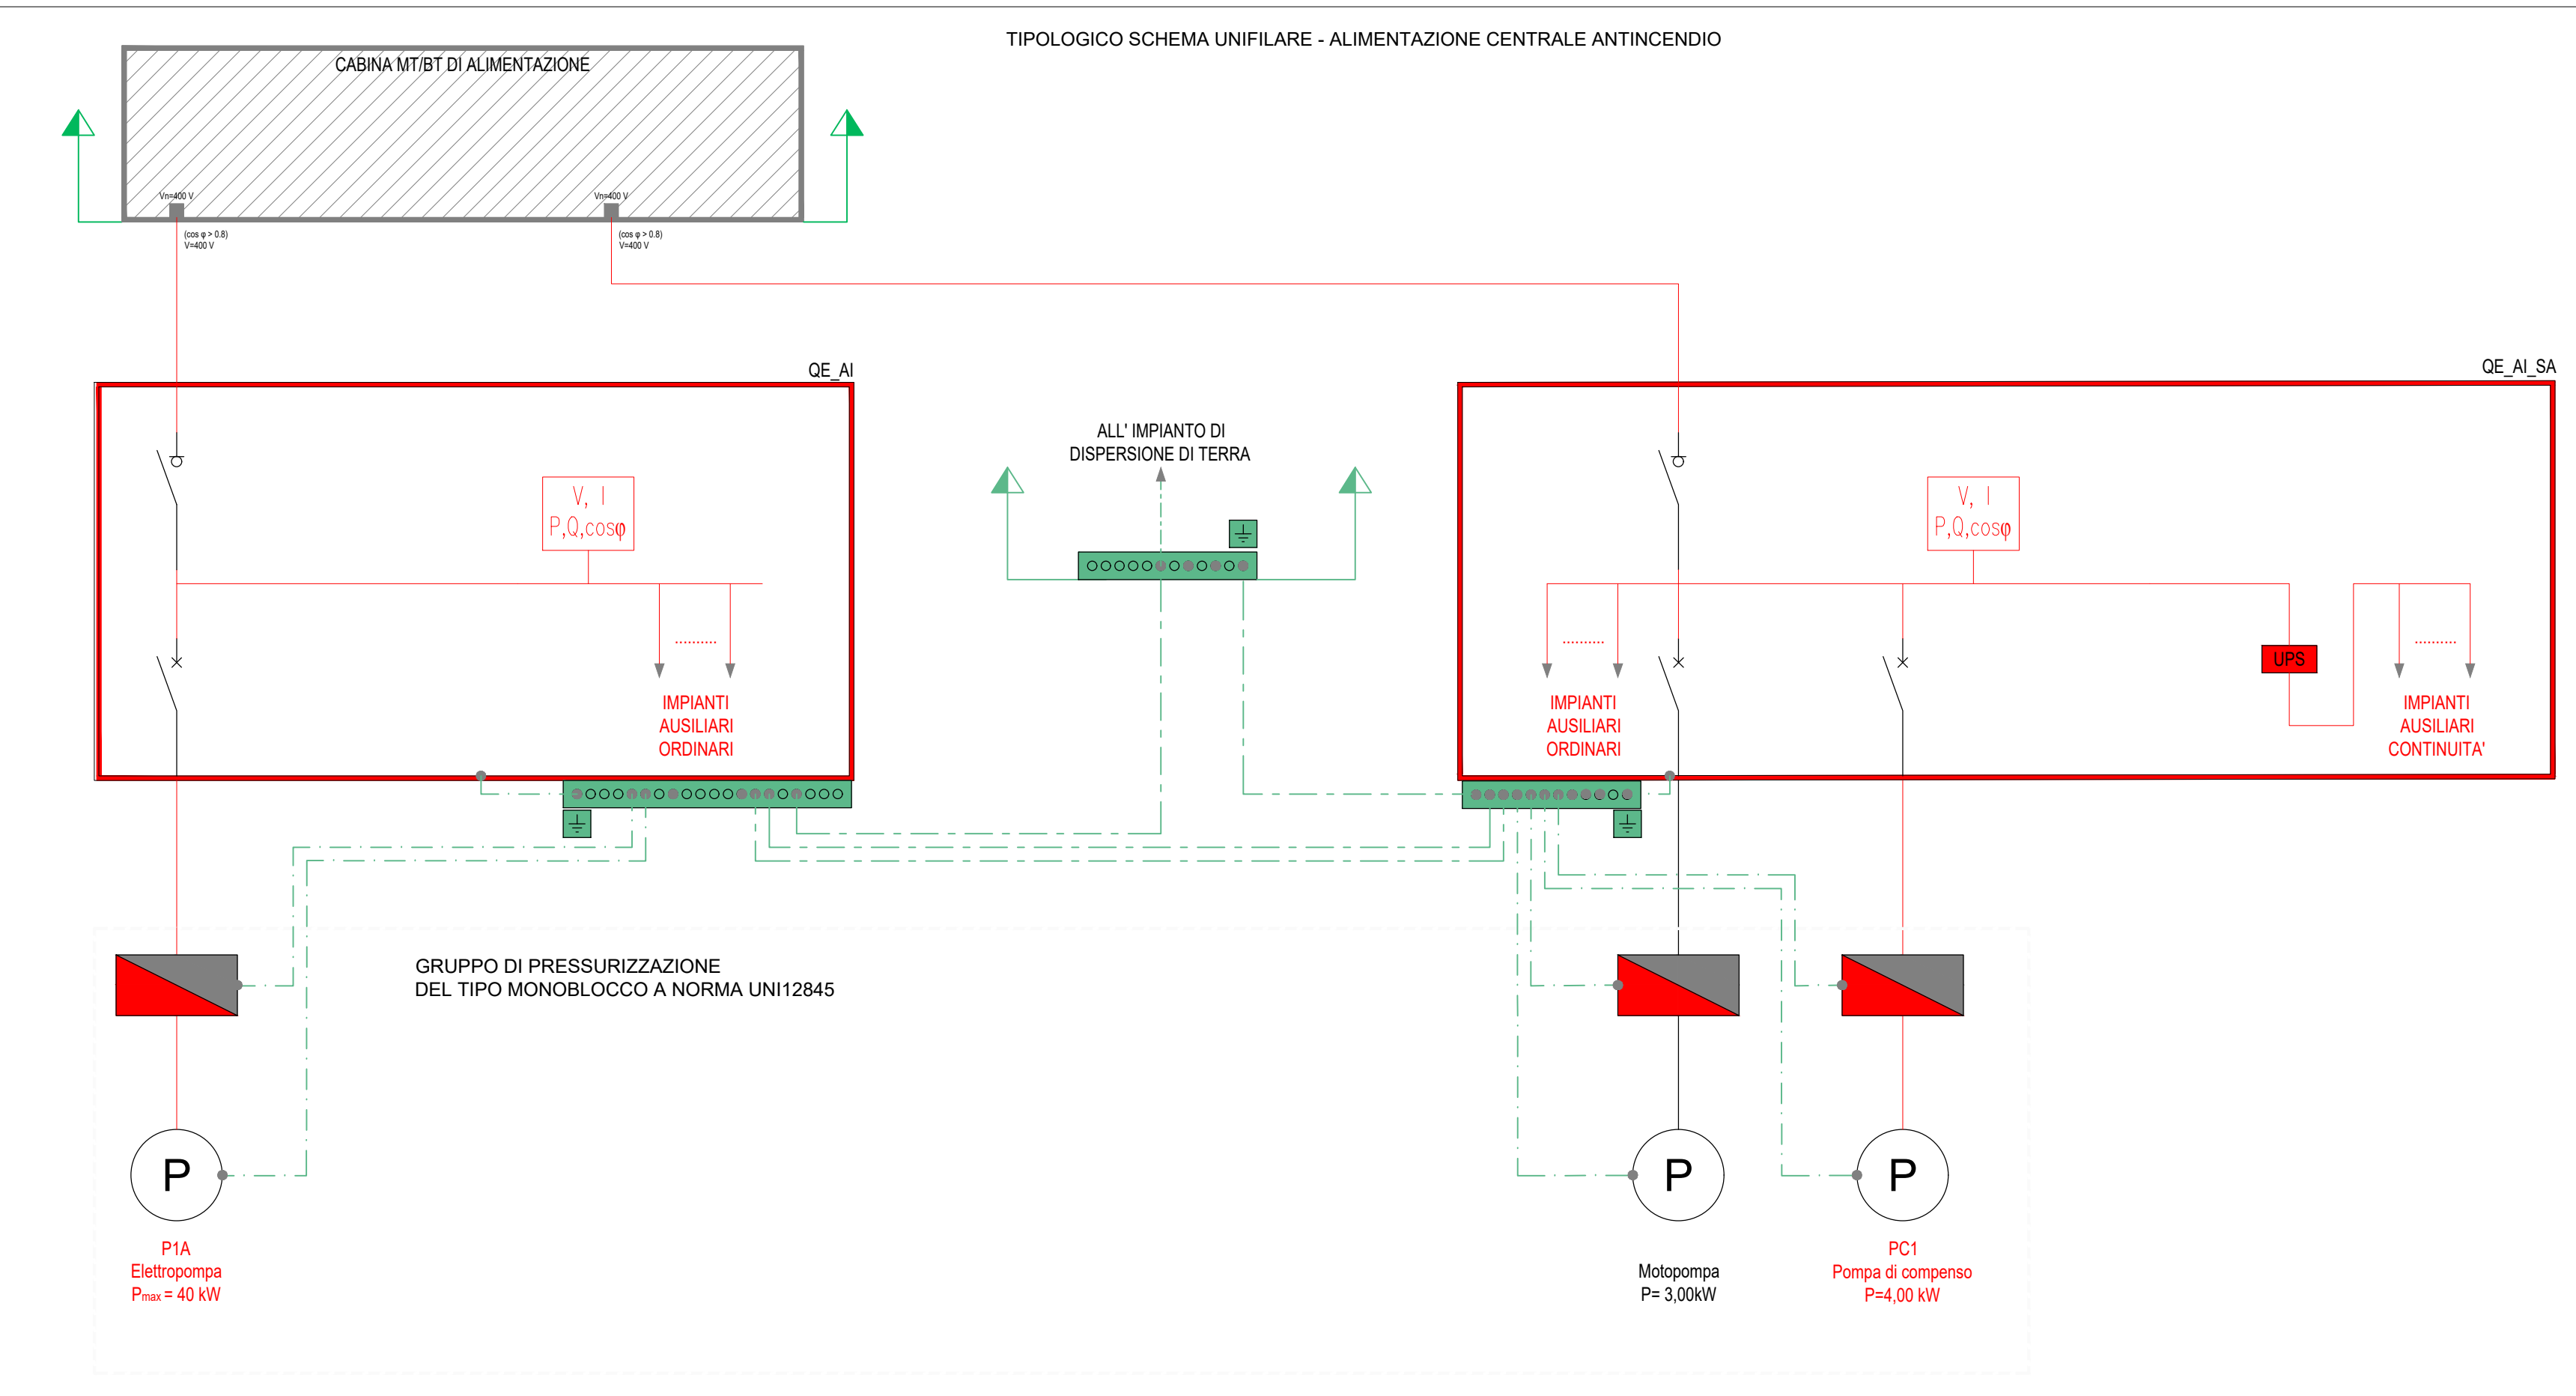 TIPOLOGICO SCHEMA UNIFILARE - ALIMENTAZIONE CENTRALE ANTINCENDIO
CABINA MT/BT DI ALIMENTAZIONE
Vn=400 V
Vn=400 V
(cos φ > 0.8)
V=400 V
(cos φ > 0.8)
V=400 V
QE_AI
QE_AI_SA
ALL' IMPIANTO DI
DISPERSIONE DI TERRA
V, I
P,Q,cosφ
V, I
P,Q,cosφ
..........
..........
..........
UPS
IMPIANTI
AUSILIARI
ORDINARI
IMPIANTI
AUSILIARI
ORDINARI
IMPIANTI
AUSILIARI
CONTINUITA'
GRUPPO DI PRESSURIZZAZIONE
DEL TIPO MONOBLOCCO A NORMA UNI12845
P
P
P
P1A
Elettropompa
Pmax = 40 kW
Motopompa
P= 3,00kW
PC1
Pompa di compenso
P=4,00 kW